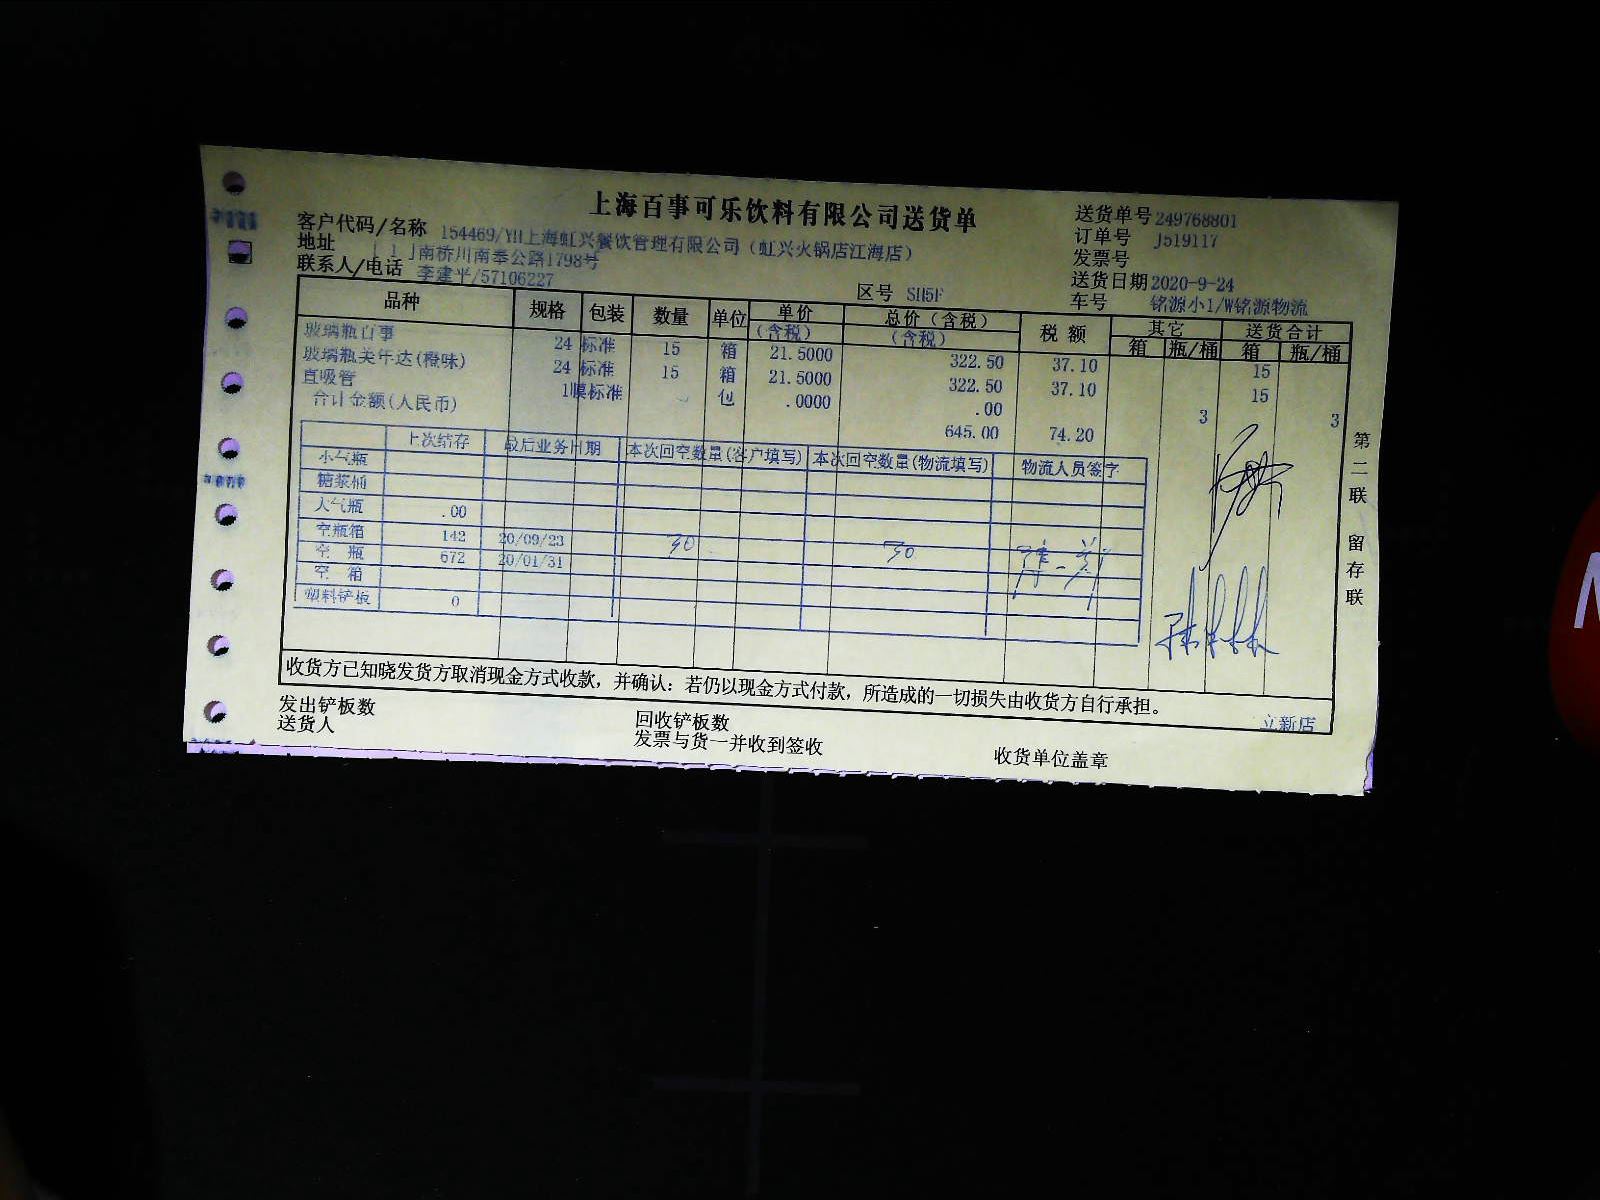 上海百事可乐饮料有限公司送货单
送货单号 249768801
客户代码/名称 154469/YH上海虹兴餐饮管理有限公司（虹兴火锅店江海店）
订单号 J519117
地址 [ 1 ]南桥川南奉公路1798号
发票号
联系人/电话 李建平/57106227
送货日期 2020-9-24
区号 SH5F
车号 铭源小1/W铭源物流
品种 规格 包装 数量 单位 单价(含税) 总价（含税）(含税) 税 额 其它 箱 瓶/桶 送货合计 箱 瓶/桶
玻璃瓶百事 24 标准 15 箱 21.5000 322.50 37.10 15
玻璃瓶美年达(橙味) 24 标准 15 箱 21.5000 322.50 37.10 15
直吸管 标准 包 .0000 .00 3 3
合计金额(人民币) 645.00 74.20
上次结存 最后业务日期 本次回空数量(客户填写) 本次回空数量(物流填写) 物流人员签字
小气瓶
糖浆桶
大气瓶 .00
空瓶箱 142 20/09/23 30 30
空 瓶 672 20/01/31
空 箱
塑料铲板 0
第二联 留存联
收货方已知晓发货方取消现金方式收款，并确认：若仍以现金方式付款，所造成的一切损失由收货方自行承担。
立新店
发出铲板数 回收铲板数
送货人 发票与货一并收到签收 收货单位盖章